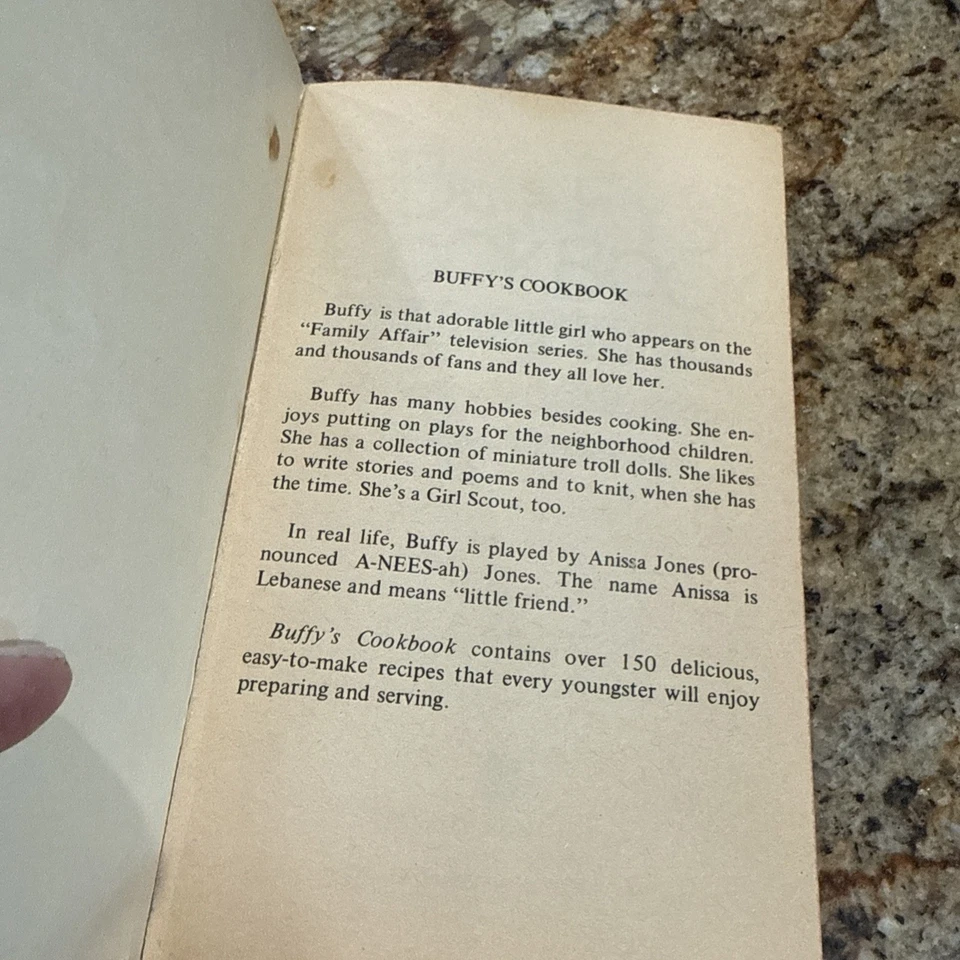 BUFFY'S COOKBOOK
Buffy is that adorable little girl who appears on the
“Family Affair” television series. She has thousands
and thousands of fans and they all love her.
Buffy has many hobbies besides cooking. She en-
joys putting on plays for the neighborhood children.
She has a collection of miniature troll dolls. She likes
to write stories and poems and to knit, when she has
the time. She's a Girl Scout, too.
In real life, Buffy is played by Anissa Jones (pro-
nounced A-NEES-ah) Jones. The name Anissa is
Lebanese and means “little friend.”
Buffy's Cookbook contains over 150 delicious,
easy-to-make recipes that every youngster will enjoy
preparing and serving.